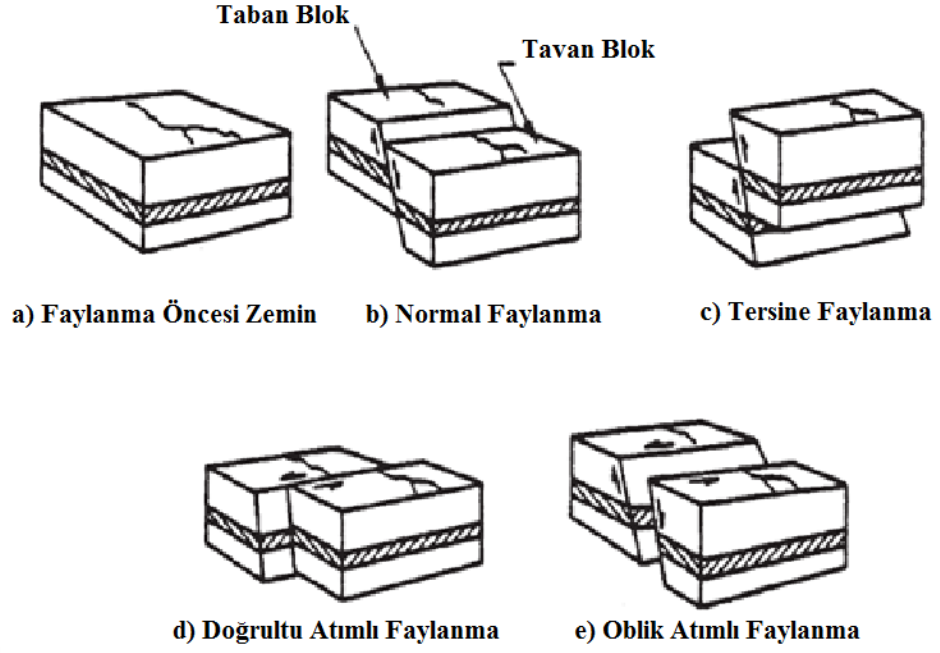 Taban Blok
Tavan Blok
a) Faylanma Öncesi Zemin
b) Normal Faylanma
c) Tersine Faylanma
d) Doğrultu Atımlı Faylanma
e) Oblik Atımlı Faylanma